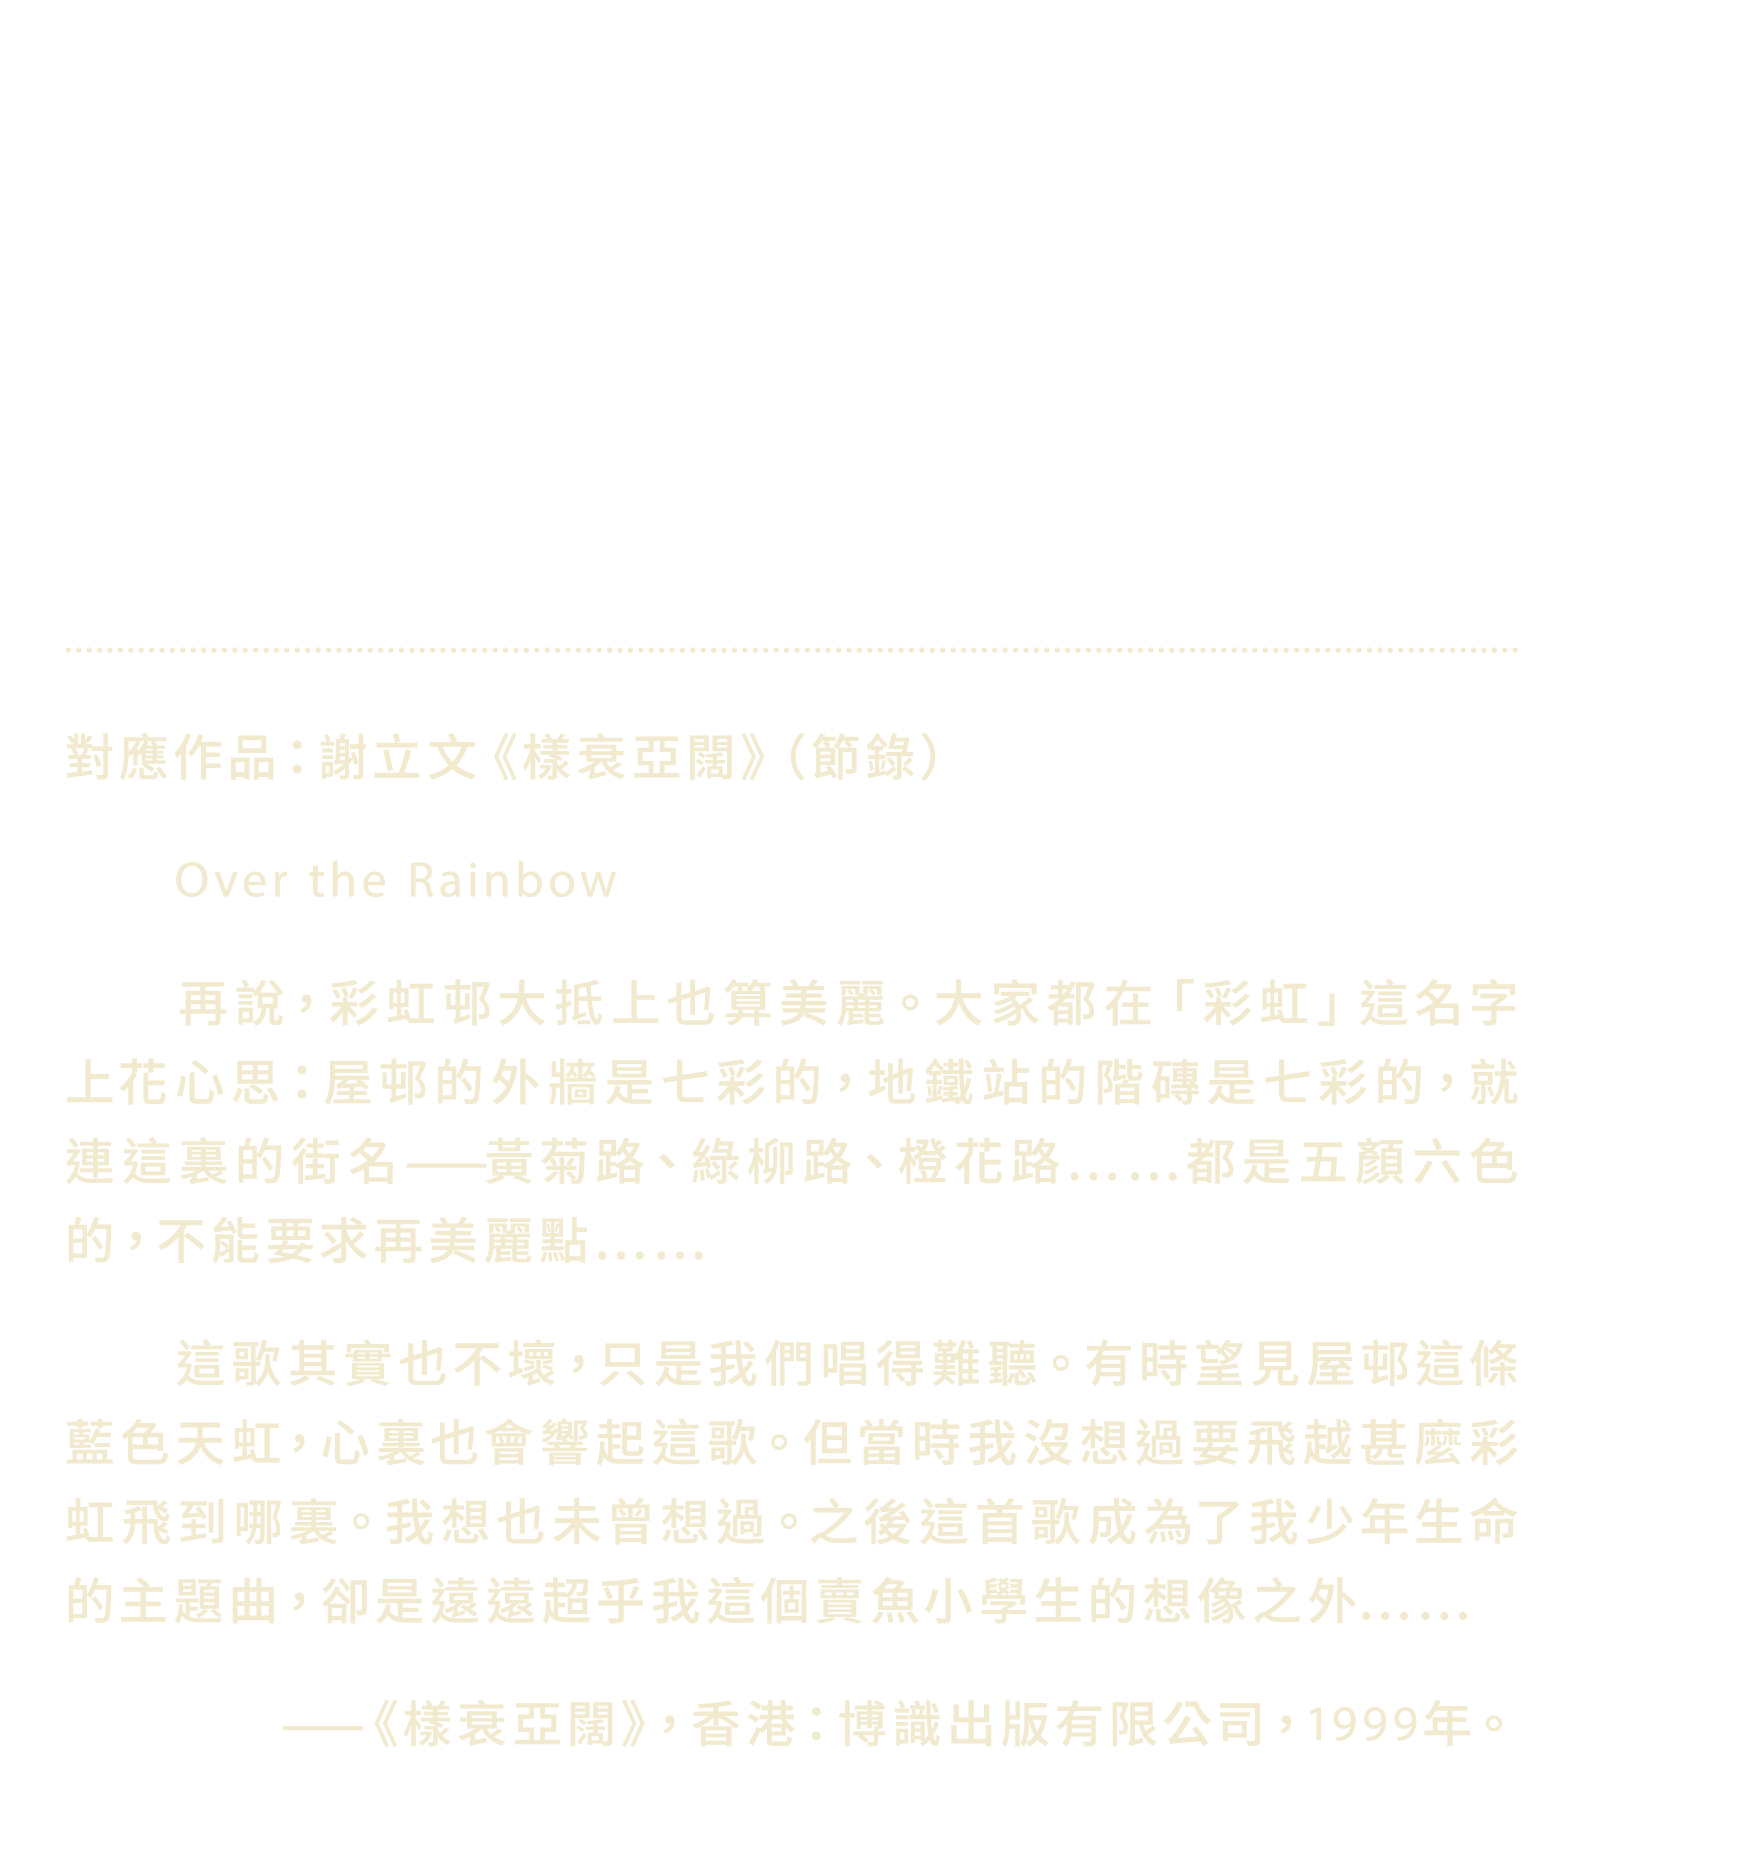 對應作品：謝立文《樣衰亞闊》（節錄）
Over the Rainbow
再說，彩虹邨大抵上也算美麗。大家都在「彩虹」這名字
上花心思：屋邨的外牆是七彩的，地鐵站的階磚是七彩的，就
連這裏的街名——黃菊路、綠柳路、橙花路……都是五顏六色
的，不能要求再美麗點……
這歌其實也不壞，只是我們唱得難聽。有時望見屋邨這條
藍色天虹，心裏也會響起這歌。但當時我沒想過要飛越甚麼彩
虹飛到哪裏。我想也未曾想過。之後這首歌成為了我少年生命
的主題曲，卻是遠遠超乎我這個賣魚小學生的想像之外……
——《樣衰亞闊》，香港：博識出版有限公司，1999年。